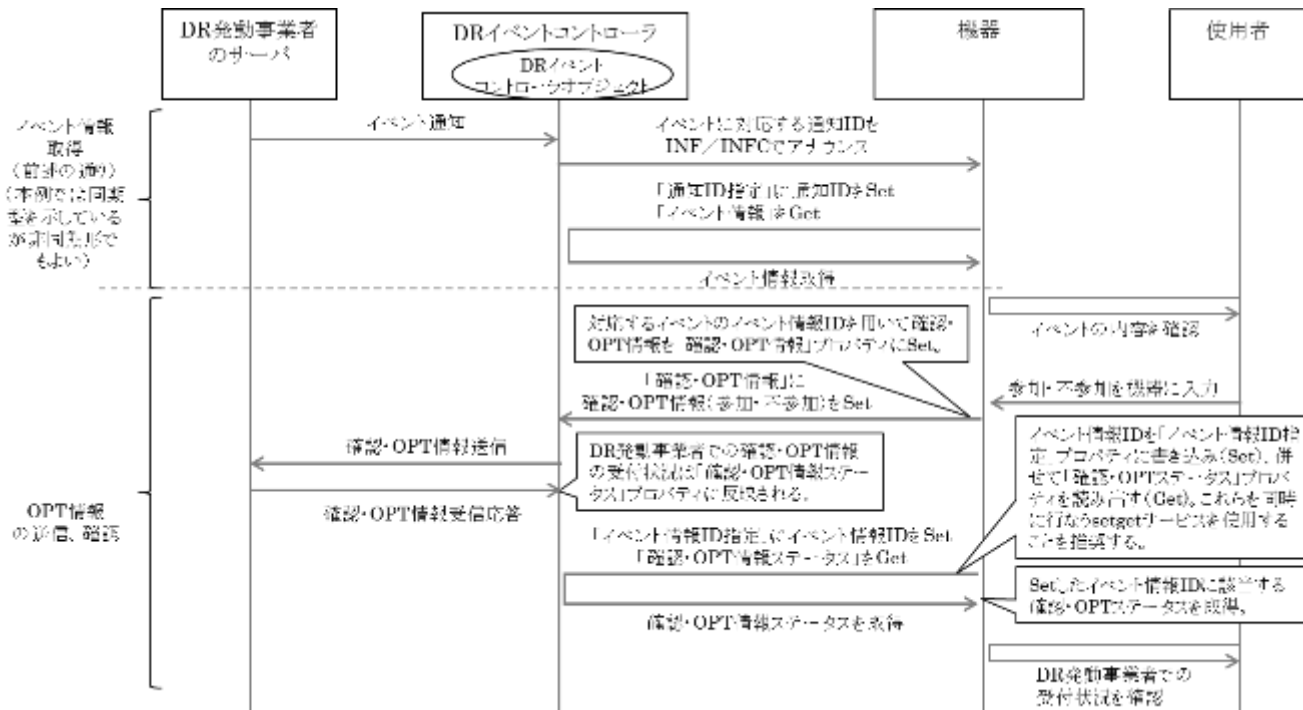 DR発動事業者
のサーバ
DRイベントコントローラ
DRイベント
コントローラオブジェクト
機器
使用者
イベント情報
取得
(前述の通り)
(本例では同期
型を示している
が非同期形で
もよい)
イベント通知
イベントに対応する通知IDを
INF/INFCでアナウンス
「通知ID指定」に通知IDをSet
「イベント情報」をGet
イベント情報取得
イベントの内容を確認
対応するイベントのイベント情報IDを用いて確認・
OPT情報を「確認・OPT情報」プロパティにSet。
参加・不参加を機器に入力
「確認・OPT情報」に
確認・OPT情報(参加・不参加)をSet
OPT情報
の送信、確認
確認・OPT情報送信
DR発動事業者での確認・OPT情報
の受付状況は「確認・OPT情報ステー
タス」プロパティに反映される。
確認・OPT情報受信応答
イベント情報IDを「イベント情報ID指
定」プロパティに書き込み(Set)、併
せて「確認・OPTステータス」プロパ
ティを読み出す(Get)。これらを同時
に行なうsetgetサービスを使用する
ことを推奨する。
「イベント情報ID指定」にイベント情報IDをSet
「確認・OPT情報ステータス」をGet
確認・OPT情報ステータスを取得
Setしたイベント情報IDに該当する
確認・OPTステータスを取得。
DR発動事業者での
受付状況を確認